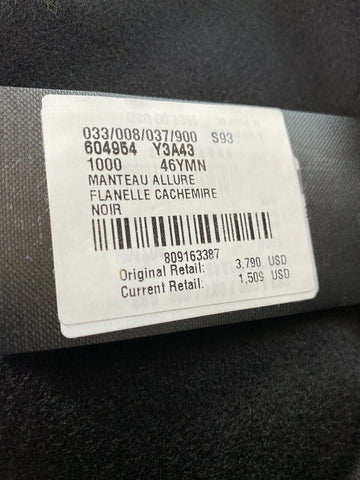 033/008/037/900 S93
604954 Y3A43
1000 46YMN
MANTEAU ALLURE
FLANELLE CACHEMIRE
NOIR
809163387
Original Retail: 3,790 USD
Current Retail: 1,509 USD